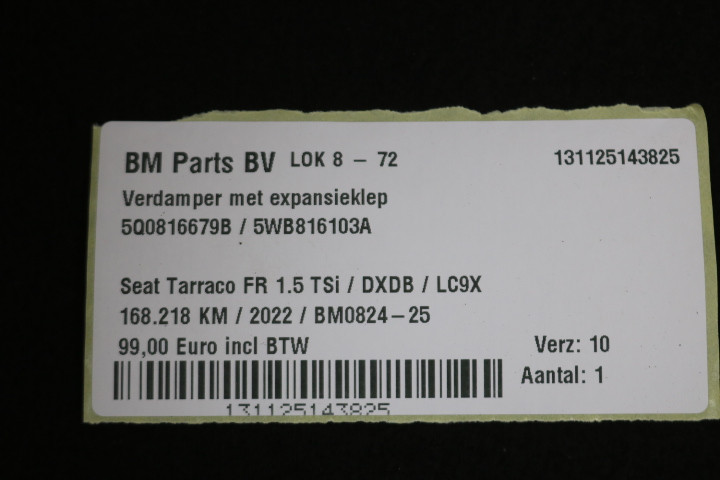 BM Parts BV LOK 8 - 72 131125143825
Verdamper met expansieklep
5Q0816679B / 5WB816103A
Seat Tarraco FR 1.5 TSi / DXDB / LC9X
168.218 KM / 2022 / BM0824-25
99,00 Euro incl BTW Verz: 10
Aantal: 1
131125143825